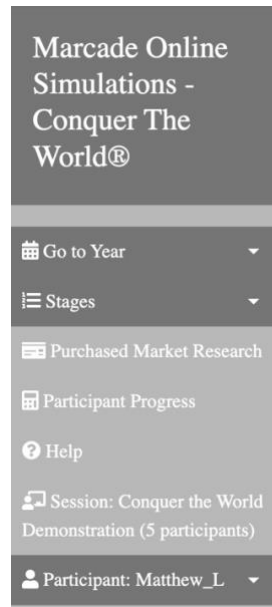 Marcade Online
Simulations -
Conquer The
World®
Go to Year
Stages
Purchased Market Research
Participant Progress
Help
Session: Conquer the World
Demonstration (5 participants)
Participant: Matthew_L